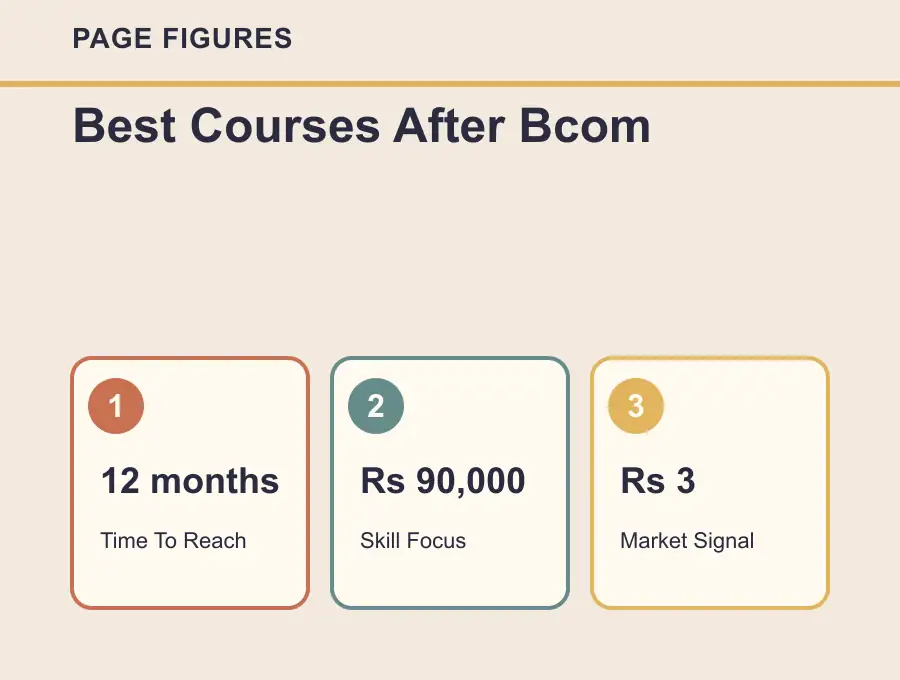 PAGE FIGURES
Best Courses After Bcom
1
12 months
Time To Reach
2
Rs 90,000
Skill Focus
3
Rs 3
Market Signal